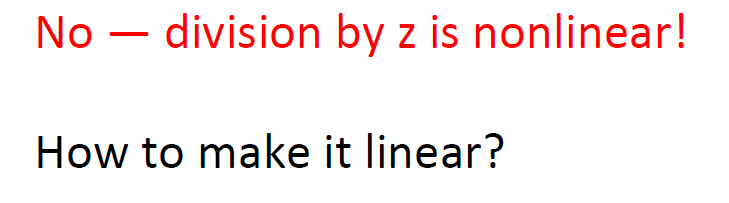 No — division by z is nonlinear!
How to make it linear?